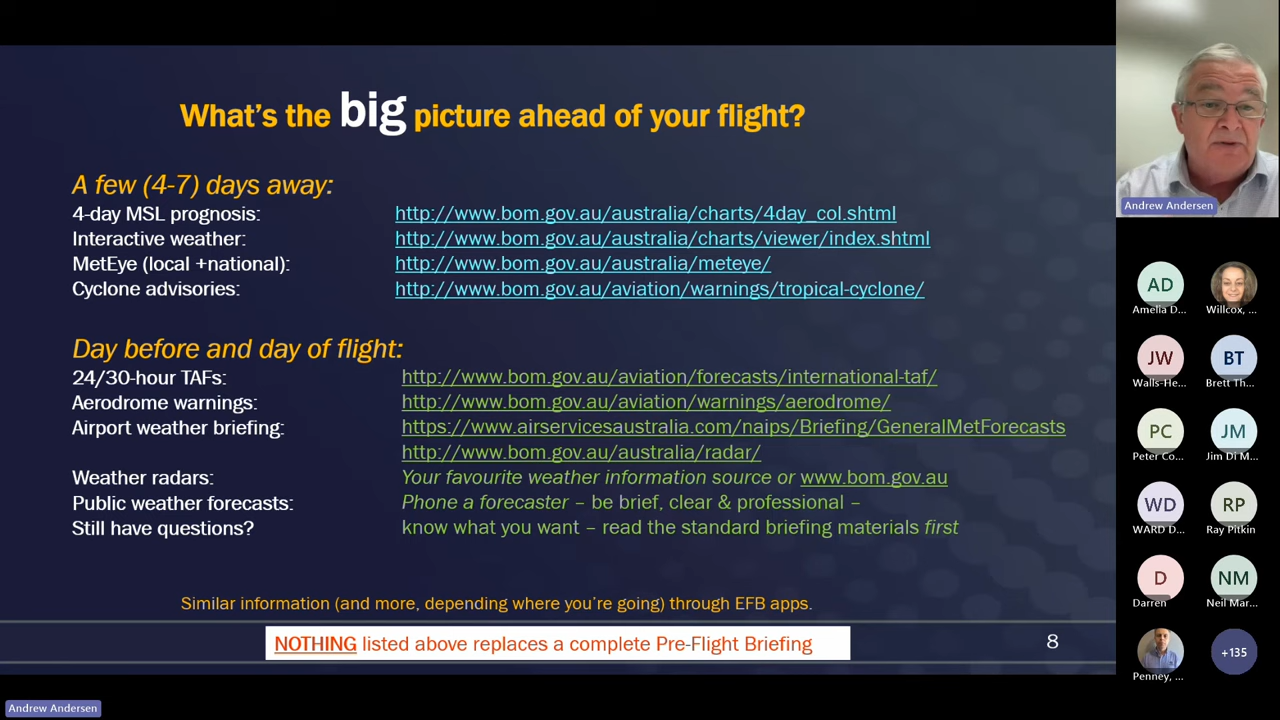 What's the big picture ahead of your flight?
A few (4-7) days away:
4-day MSL prognosis: http://www.bom.gov.au/australia/charts/4day_col.shtml
Interactive weather: http://www.bom.gov.au/australia/charts/viewer/index.shtml
MetEye (local +national): http://www.bom.gov.au/australia/meteye/
Cyclone advisories: http://www.bom.gov.au/aviation/warnings/tropical-cyclone/
Day before and day of flight:
24/30-hour TAFs: http://www.bom.gov.au/aviation/forecasts/international-taf/
Aerodrome warnings: http://www.bom.gov.au/aviation/warnings/aerodrome/
Airport weather briefing: https://www.airservicesaustralia.com/naips/Briefing/GeneralMetForecasts
http://www.bom.gov.au/australia/radar/
Weather radars: Your favourite weather information source or www.bom.gov.au
Public weather forecasts: Phone a forecaster – be brief, clear & professional –
Still have questions? know what you want – read the standard briefing materials first
Similar information (and more, depending where you're going) through EFB apps.
NOTHING listed above replaces a complete Pre-Flight Briefing
8
Andrew Andersen
AD
Amelia D... Willcox, ...
JW BT
Walls-He... Brett Th...
PC JM
Peter Co... Jim Di M...
WD RP
WARD D... Ray Pitkin
D NM
Darren Neil Mar...
+135
Penney, ...
Andrew Andersen